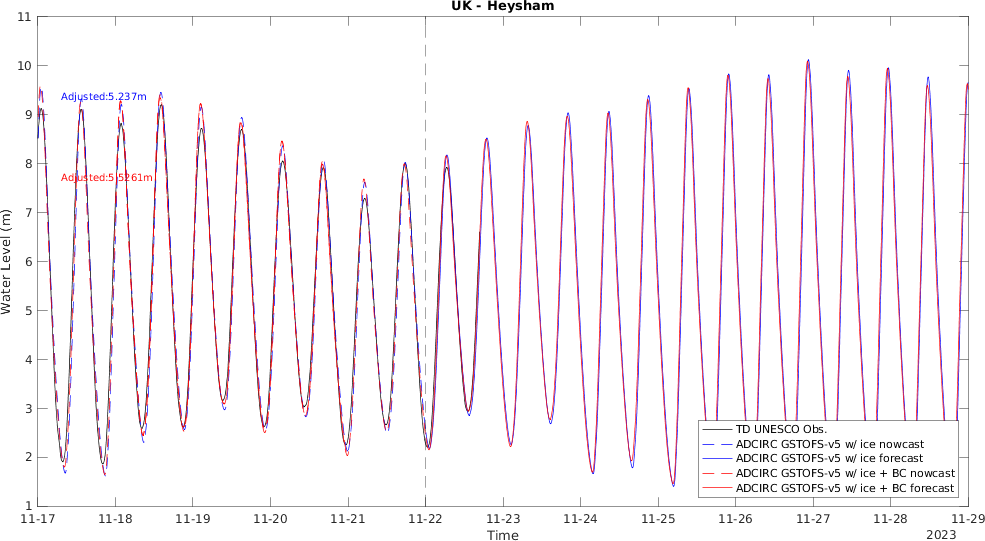 UK - Heysham
11
10
9
8
7
6
5
4
3
2
1
Water Level (m)
Adjusted:5.237m
Adjusted:5.5261m
TD UNESCO Obs.
ADCIRC GSTOFS-v5 w/ ice nowcast
ADCIRC GSTOFS-v5 w/ ice forecast
ADCIRC GSTOFS-v5 w/ ice + BC nowcast
ADCIRC GSTOFS-v5 w/ ice + BC forecast
11-17 11-18 11-19 11-20 11-21 11-22 11-23 11-24 11-25 11-26 11-27 11-28 11-29
Time
2023